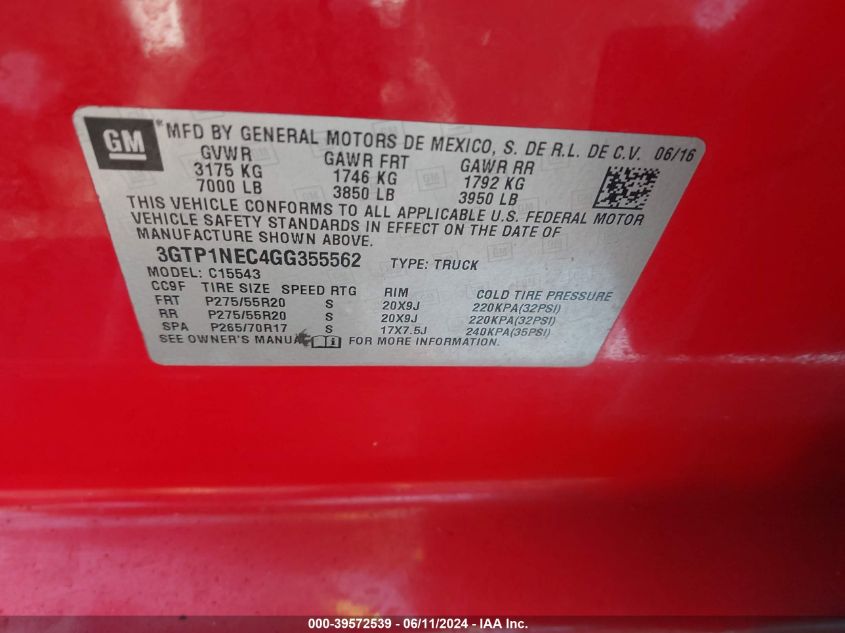 GM
*MFD BY GENERAL MOTORS DE MEXICO, S. DE R.L. DE C.V. 06/16
GVWR GAWR FRT GAWR RR
3175 KG 1746 KG 1792 KG
7000 LB 3850 LB 3950 LB
THIS VEHICLE CONFORMS TO ALL APPLICABLE U.S. FEDERAL MOTOR
VEHICLE SAFETY STANDARDS IN EFFECT ON THE DATE OF
MANUFACTURE SHOWN ABOVE.
3GTP1NEC4GG355562 TYPE: TRUCK
MODEL: C15543
CC9F TIRE SIZE SPEED RTG RIM COLD TIRE PRESSURE
FRT P275/55R20 S 20X9J 220KPA(32PSI)
RR P275/55R20 S 20X9J 220KPA(32PSI)
SPA P265/70R17 S 17X7.5J 240KPA(35PSI)
SEE OWNER'S MANUAL FOR MORE INFORMATION.
000-39572539 - 06/11/2024 - IAA Inc.